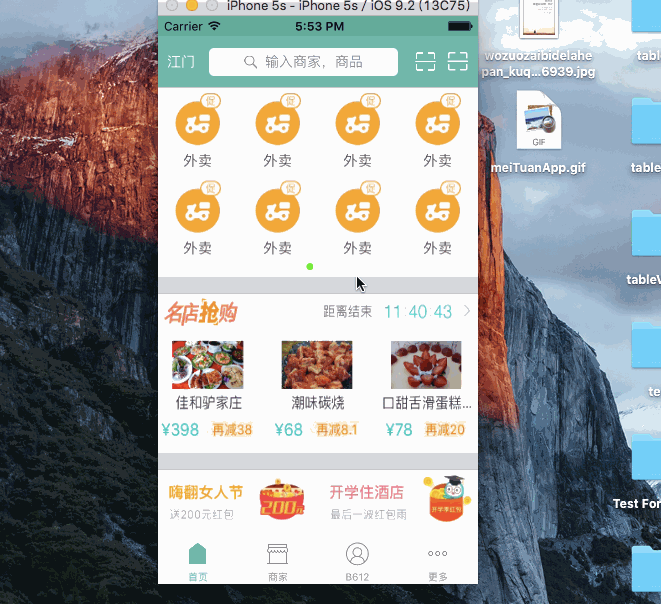 iPhone 5s - iPhone 5s / iOS 9.2 (13C75)
Carrier
5:53 PM
江门
输入商家，商品
促 促 促 促
外卖 外卖 外卖 外卖
促 促 促 促
外卖 外卖 外卖 外卖
名店抢购
距离结束 11:40:43
佳和驴家庄 潮味碳烧 口甜舌滑蛋糕...
¥398 再减38 ¥68 再减8.1 ¥78 再减20
嗨翻女人节
送200元红包
200元
开学住酒店
最后一波红包雨
开学季红包
首页 商家 B612 更多
wozuozaibidelahe
pan_kuq...6939.jpg
GIF
meiTuanApp.gif
table
table
tableV
te
Test For